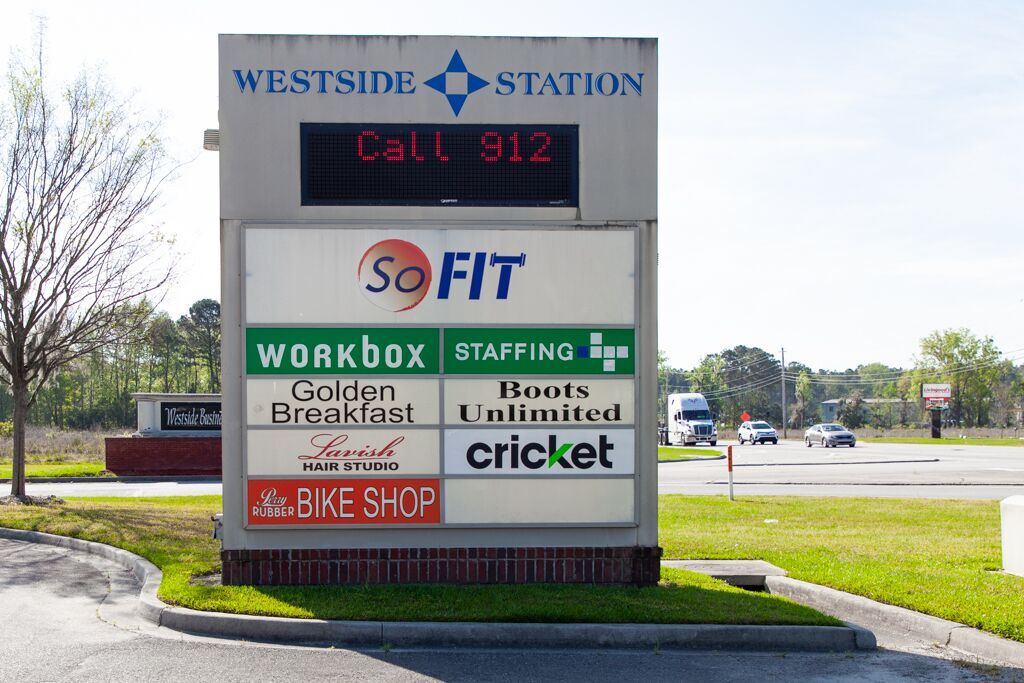 WESTSIDE STATION
Call 912
So FIT
WORKBOX STAFFING
Golden
Breakfast
Boots
Unlimited
Lavish
HAIR STUDIO
cricket
Perry
RUBBER BIKE SHOP
Westside Busine